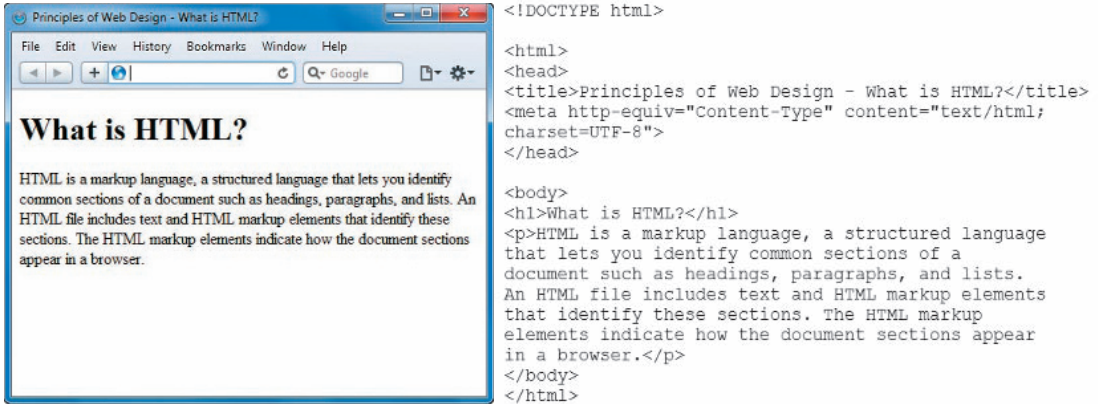 Principles of Web Design - What is HTML?
File Edit View History Bookmarks Window Help
Google
What is HTML?
HTML is a markup language, a structured language that lets you identify
common sections of a document such as headings, paragraphs, and lists. An
HTML file includes text and HTML markup elements that identify these
sections. The HTML markup elements indicate how the document sections
appear in a browser.
<!DOCTYPE html>
<html>
<head>
<title>Principles of Web Design - What is HTML?</title>
<meta http-equiv="Content-Type" content="text/html;
charset=UTF-8">
</head>
<body>
<h1>What is HTML?</h1>
<p>HTML is a markup language, a structured language
that lets you identify common sections of a
document such as headings, paragraphs, and lists.
An HTML file includes text and HTML markup elements
that identify these sections. The HTML markup
elements indicate how the document sections appear
in a browser.</p>
</body>
</html>